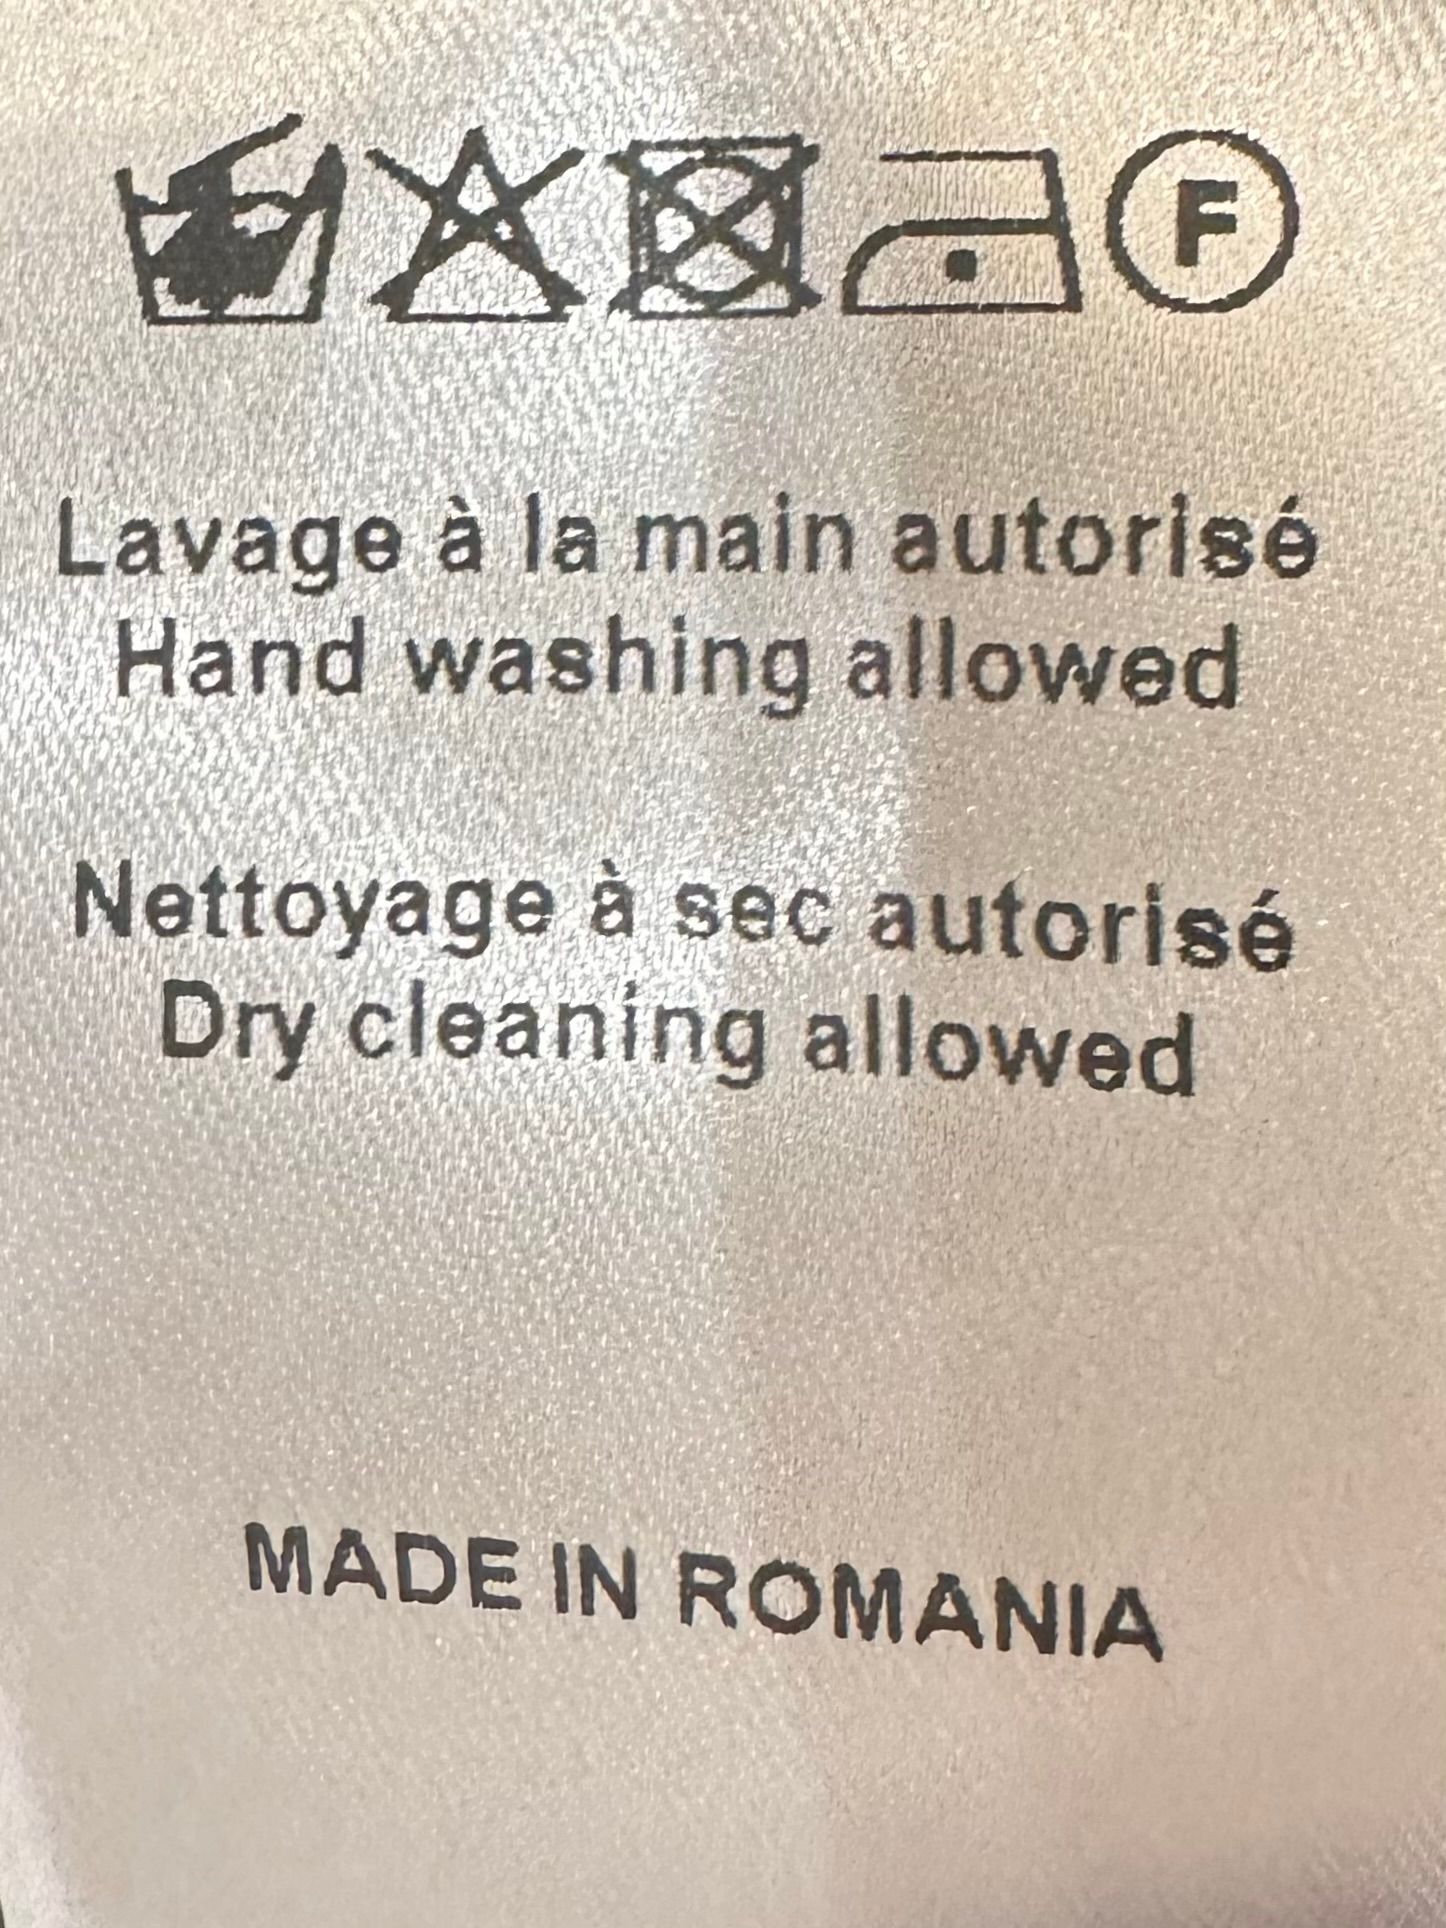 F
Lavage à la main autorisé
Hand washing allowed
Nettoyage à sec autorisé
Dry cleaning allowed
MADE IN ROMANIA